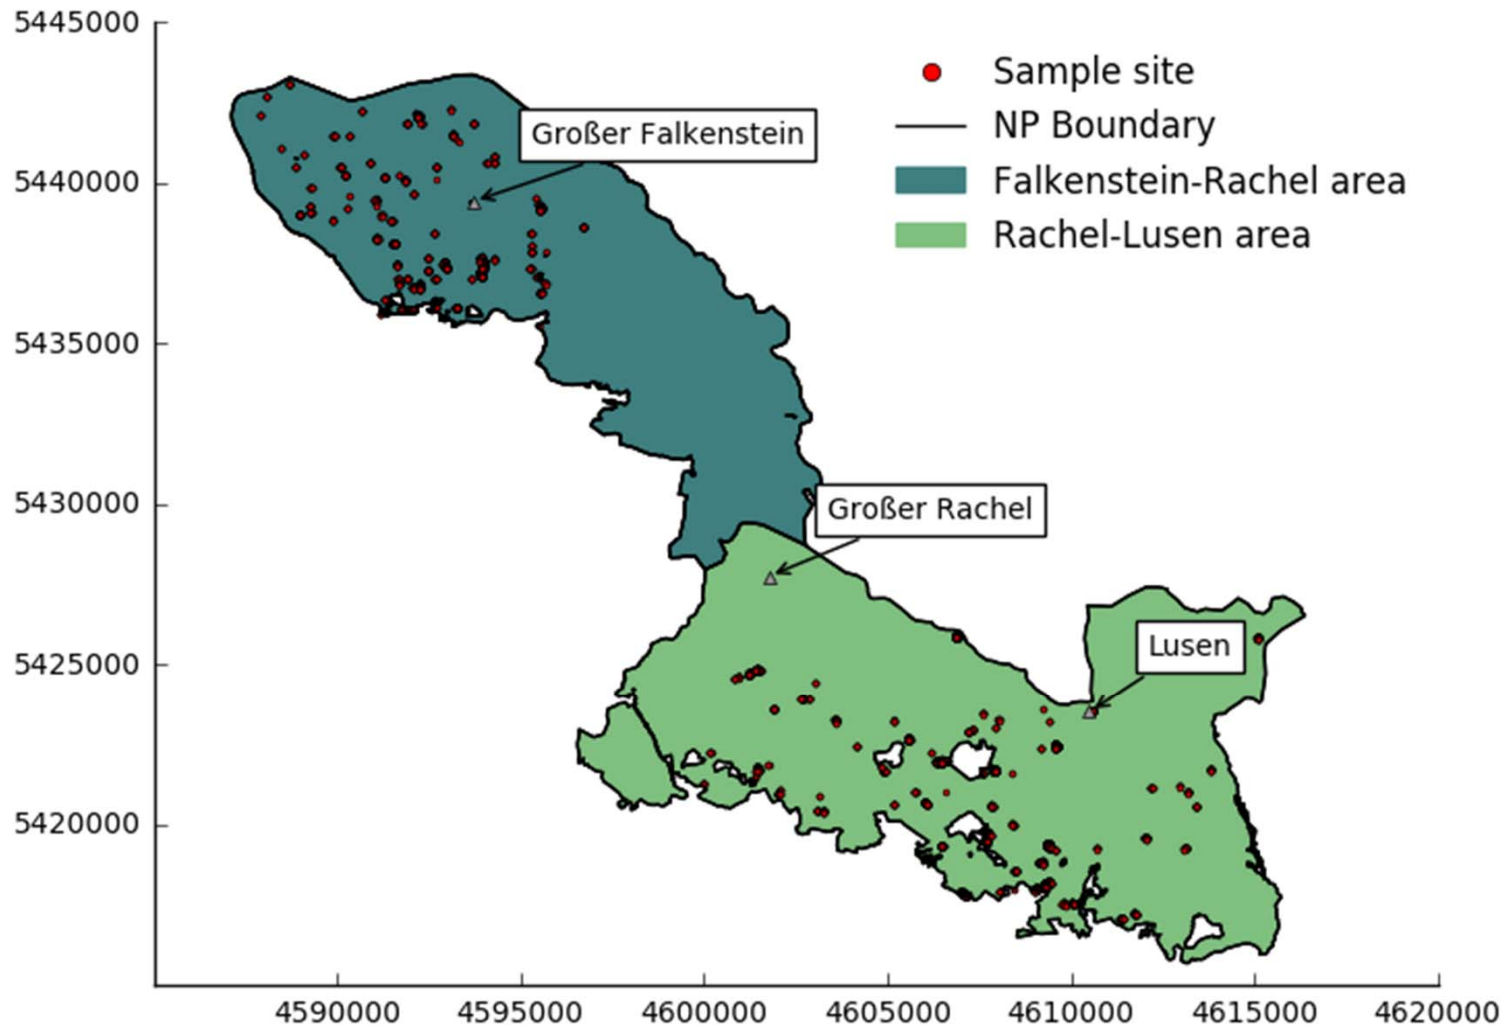 5445000
5440000
5435000
5430000
5425000
5420000
Sample site
NP Boundary
Falkenstein-Rachel area
Rachel-Lusen area
Großer Falkenstein
Großer Rachel
Lusen
4590000
4595000
4600000
4605000
4610000
4615000
4620000